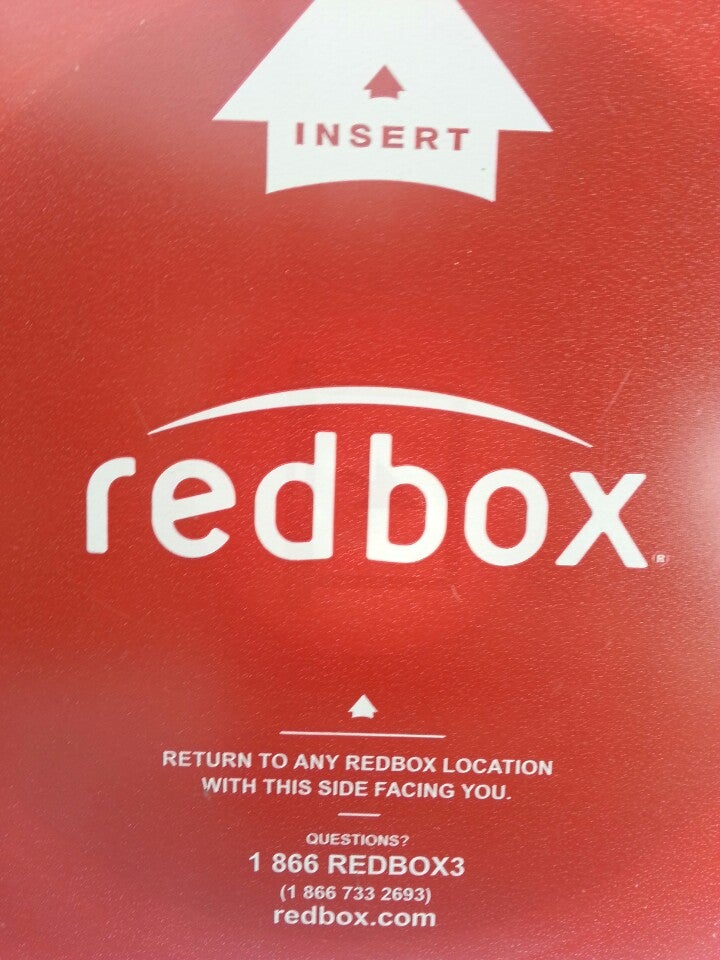 INSERT
redbox®
RETURN TO ANY REDBOX LOCATION
WITH THIS SIDE FACING YOU.
QUESTIONS?
1 866 REDBOX3
(1 866 733 2693)
redbox.com